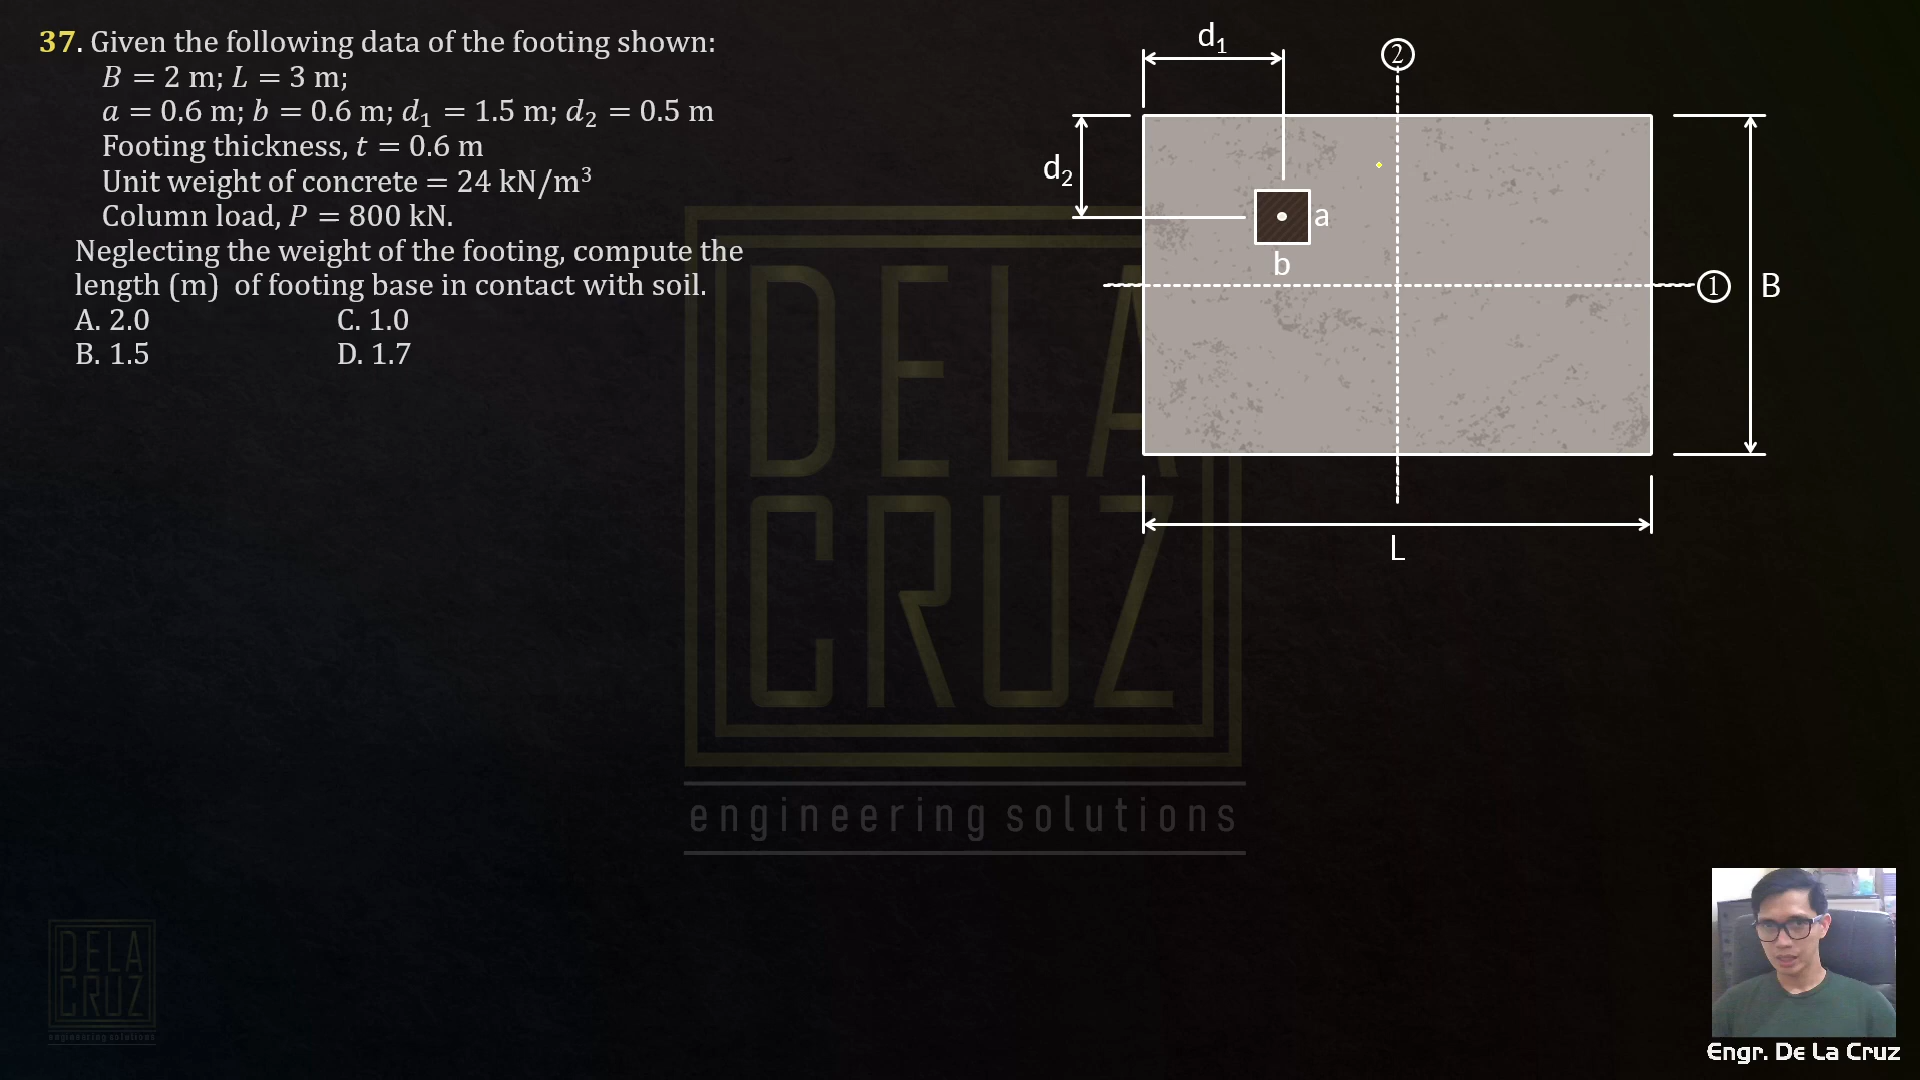 37. Given the following data of the footing shown:
B = 2 m; L = 3 m;
a = 0.6 m; b = 0.6 m; d₁ = 1.5 m; d₂ = 0.5 m
Footing thickness, t = 0.6 m
Unit weight of concrete = 24 kN/m³
Column load, P = 800 kN.
Neglecting the weight of the footing, compute the
length (m) of footing base in contact with soil.
A. 2.0 C. 1.0
B. 1.5 D. 1.7
d₁
②
d₂
a
b
①
B
L
DELA
CRUZ
engineering solutions
DELA
CRUZ
engineering solutions
Engr. De La Cruz